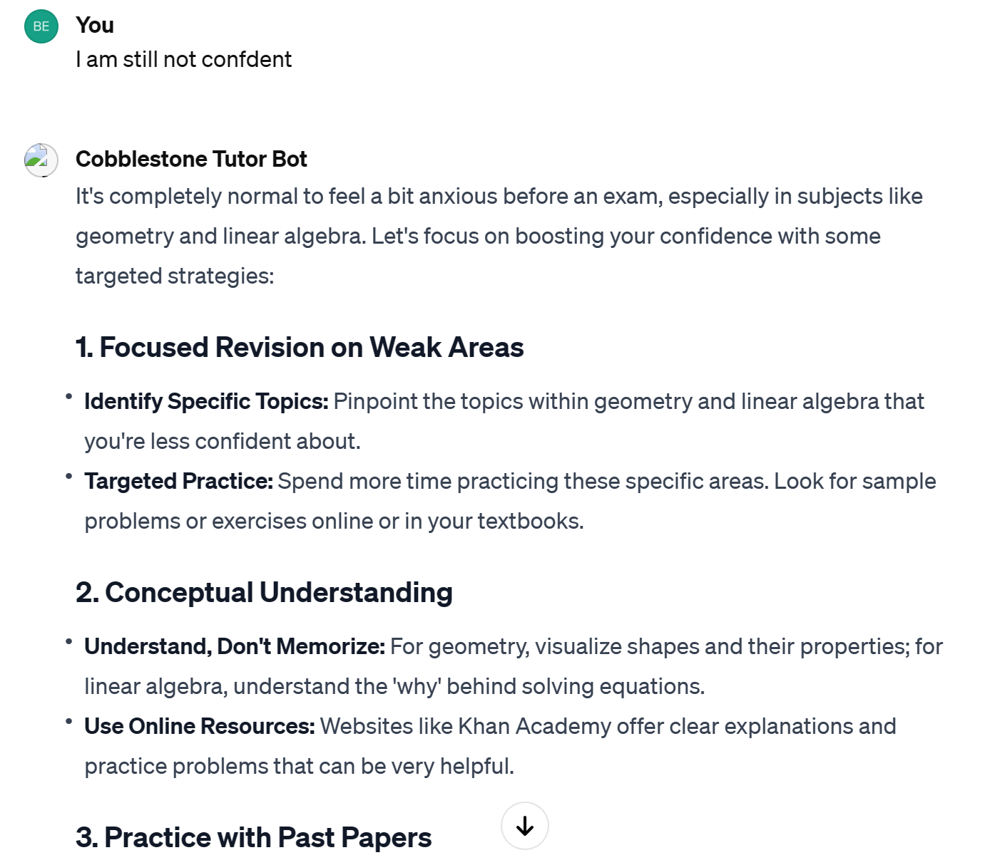 BE
You
I am still not confdent
Cobblestone Tutor Bot
It's completely normal to feel a bit anxious before an exam, especially in subjects like
geometry and linear algebra. Let's focus on boosting your confidence with some
targeted strategies:
1. Focused Revision on Weak Areas
• Identify Specific Topics: Pinpoint the topics within geometry and linear algebra that
you're less confident about.
• Targeted Practice: Spend more time practicing these specific areas. Look for sample
problems or exercises online or in your textbooks.
2. Conceptual Understanding
• Understand, Don't Memorize: For geometry, visualize shapes and their properties; for
linear algebra, understand the 'why' behind solving equations.
• Use Online Resources: Websites like Khan Academy offer clear explanations and
practice problems that can be very helpful.
3. Practice with Past Papers